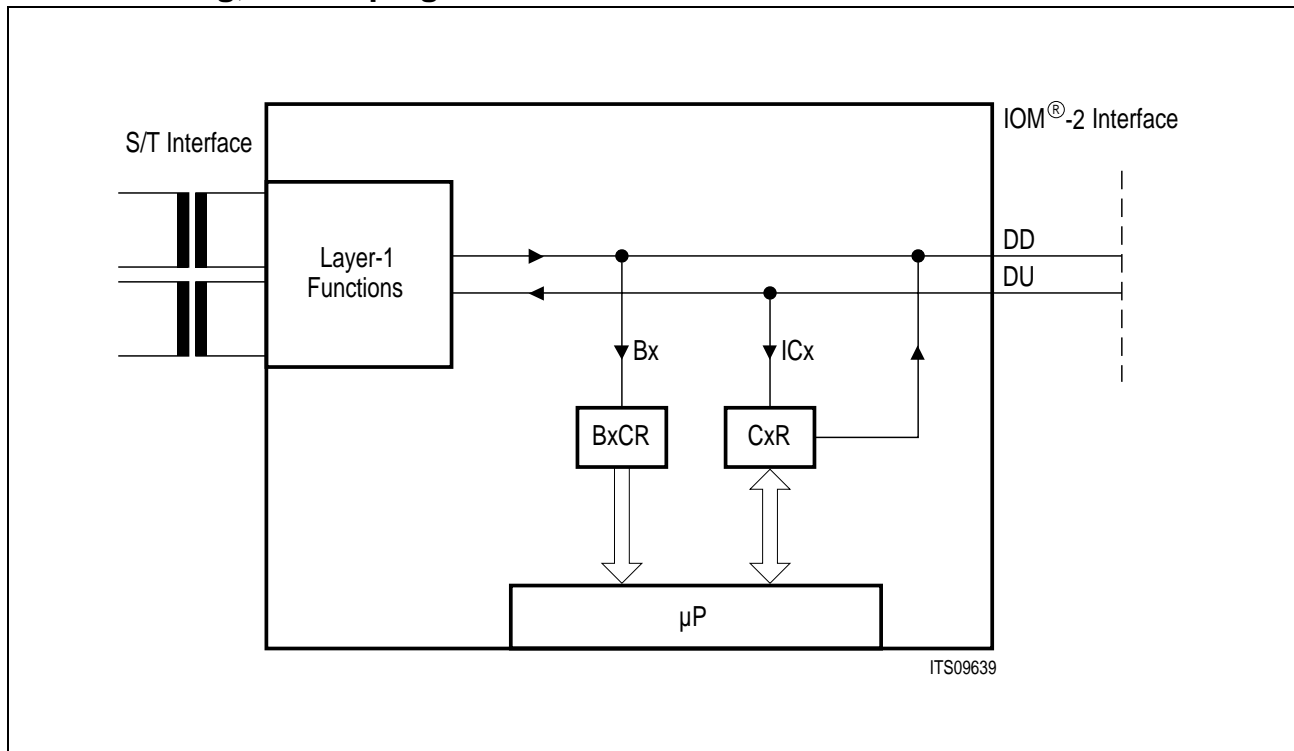 IOM®-2 Interface
S/T Interface
Layer-1
Functions
DD
DU
Bx
ICx
BxCR
CxR
µP
ITS09639